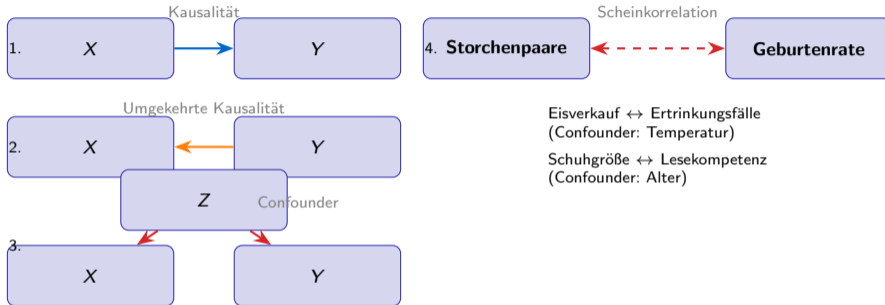 Kausalität
1. X Y
Umgekehrte Kausalität
2. X Y
Z Confounder
3. X Y
Scheinkorrelation
4. Storchenpaare Geburtenrate
Eisverkauf ↔ Ertrinkungsfälle
(Confounder: Temperatur)
Schuhgröße ↔ Lesekompetenz
(Confounder: Alter)